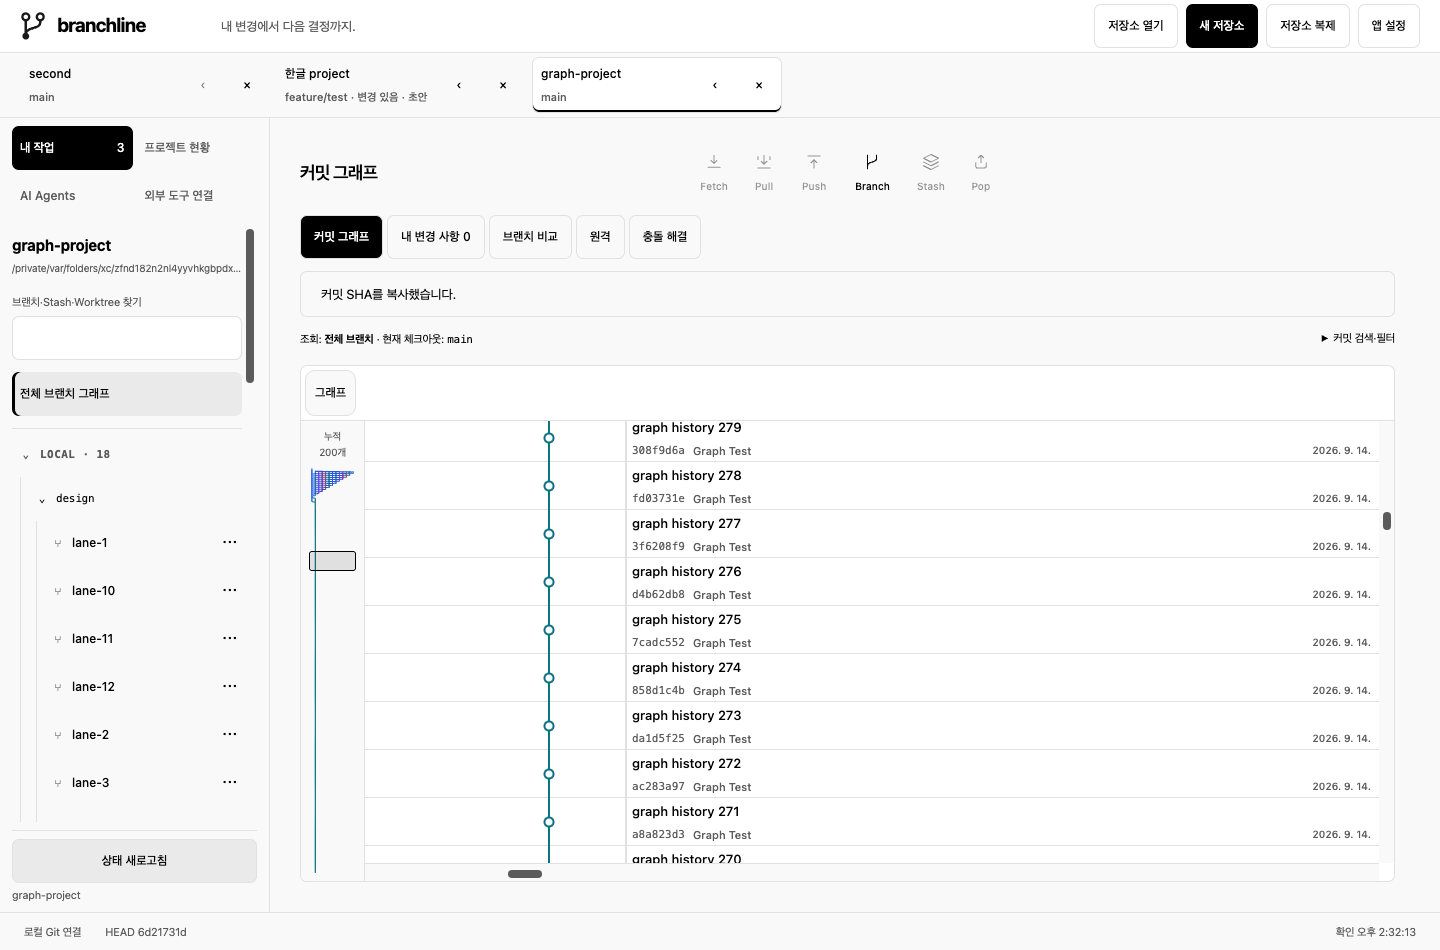 branchline
내 변경에서 다음 결정까지.
저장소 열기
새 저장소
저장소 복제
앱 설정
second
main
한글 project
feature/test · 변경 있음 · 초안
graph-project
main
내 작업 3
프로젝트 현황
AI Agents
외부 도구 연결
graph-project
/private/var/folders/xc/zfnd182n2nl4yyvhkgbpdx...
브랜치·Stash·Worktree 찾기
전체 브랜치 그래프
LOCAL · 18
design
lane-1
lane-10
lane-11
lane-12
lane-2
lane-3
상태 새로고침
graph-project
커밋 그래프
Fetch
Pull
Push
Branch
Stash
Pop
커밋 그래프
내 변경 사항 0
브랜치 비교
원격
충돌 해결
커밋 SHA를 복사했습니다.
조회: 전체 브랜치 · 현재 체크아웃: main
▶ 커밋 검색·필터
그래프
누적
200개
graph history 279
308f9d6a Graph Test 2026. 9. 14.
graph history 278
fd03731e Graph Test 2026. 9. 14.
graph history 277
3f6208f9 Graph Test 2026. 9. 14.
graph history 276
d4b62db8 Graph Test 2026. 9. 14.
graph history 275
7cadc552 Graph Test 2026. 9. 14.
graph history 274
858d1c4b Graph Test 2026. 9. 14.
graph history 273
da1d5f25 Graph Test 2026. 9. 14.
graph history 272
ac283a97 Graph Test 2026. 9. 14.
graph history 271
a8a823d3 Graph Test 2026. 9. 14.
graph history 270
로컬 Git 연결
HEAD 6d21731d
확인 오후 2:32:13